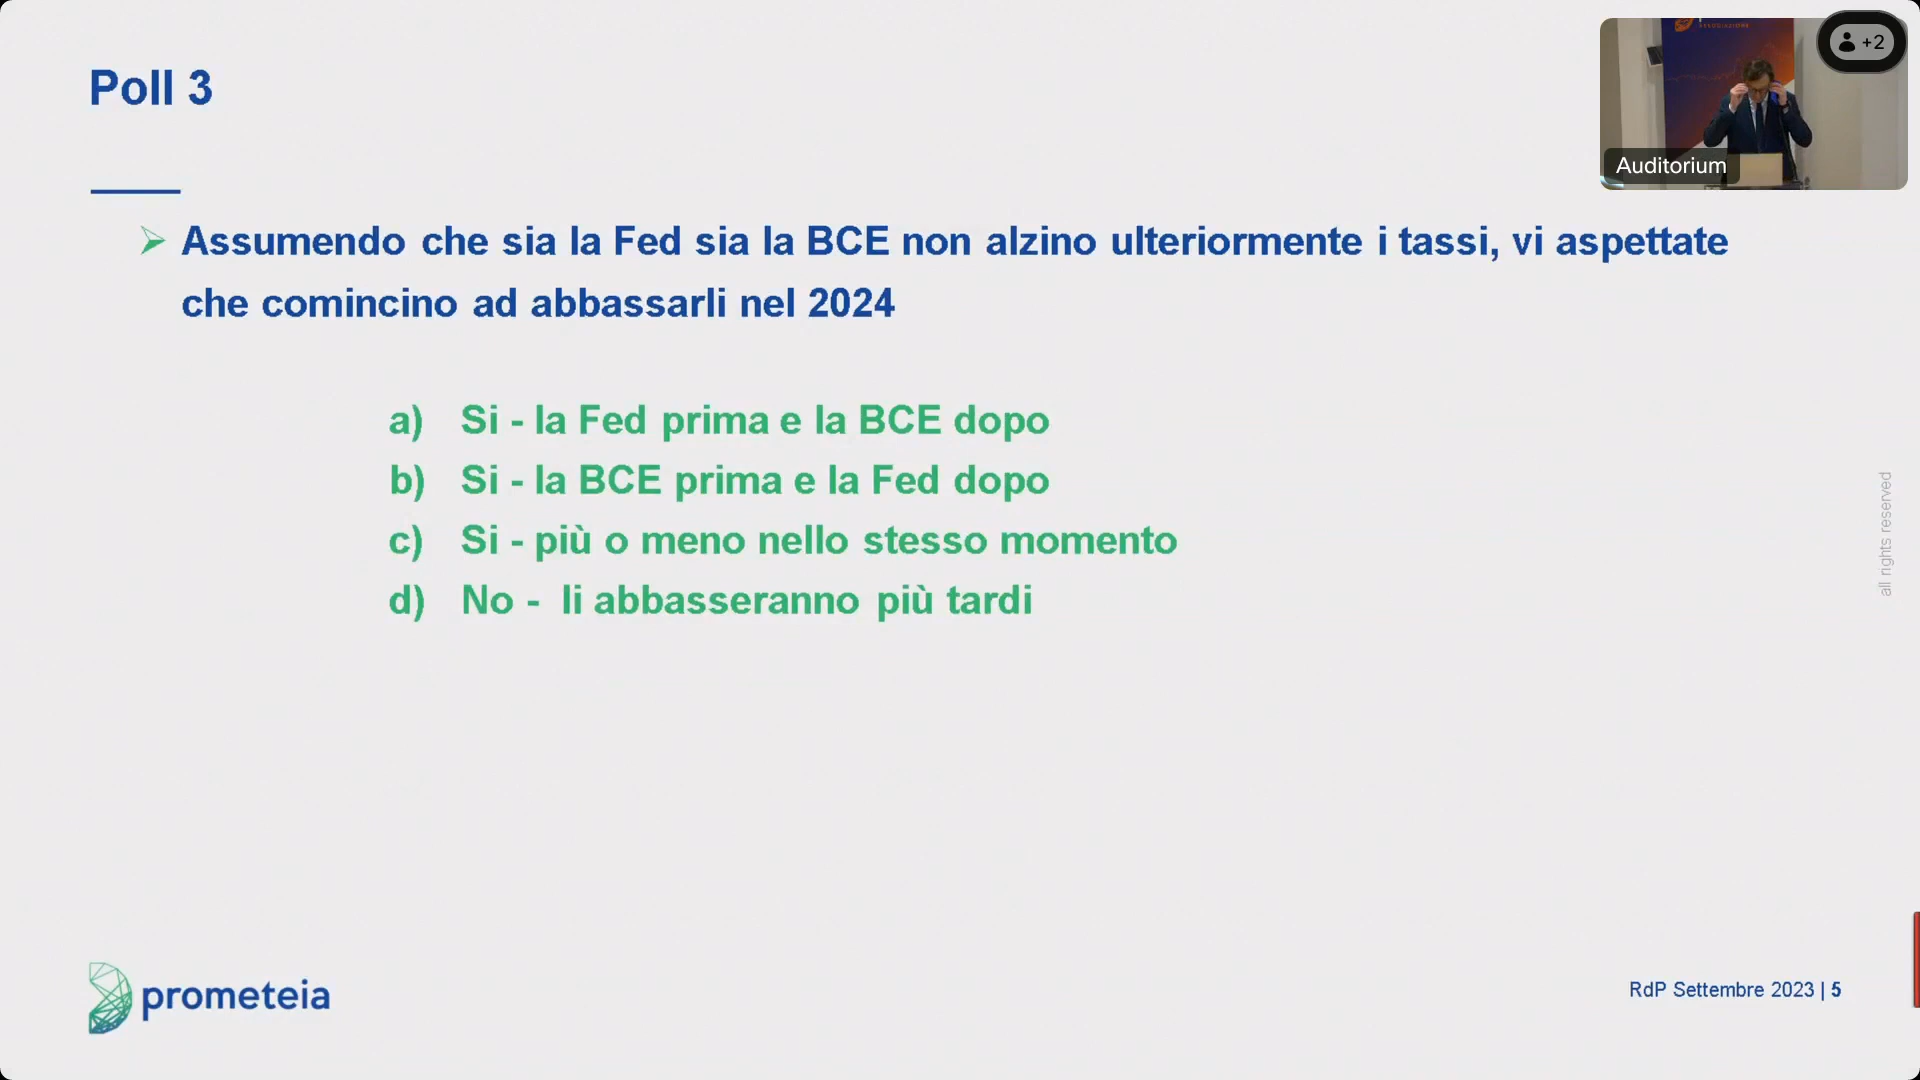 Poll 3
+2
Auditorium
Assumendo che sia la Fed sia la BCE non alzino ulteriormente i tassi, vi aspettate
che comincino ad abbassarli nel 2024
a) Si - la Fed prima e la BCE dopo
b) Si - la BCE prima e la Fed dopo
c) Si - più o meno nello stesso momento
d) No - li abbasseranno più tardi
all rights reserved
prometeia
RdP Settembre 2023 | 5